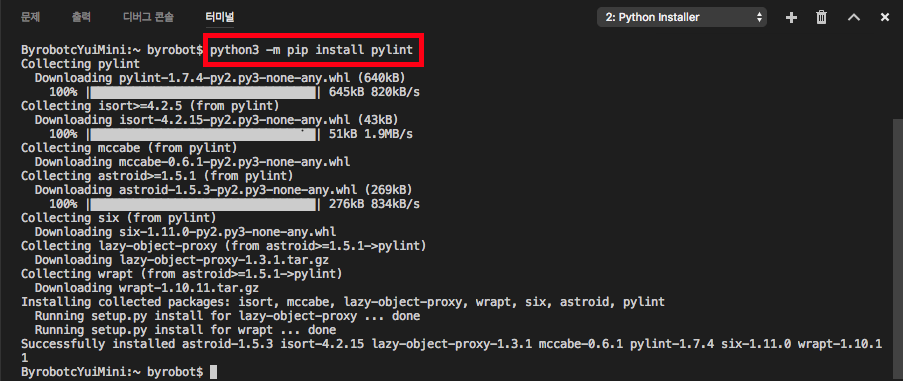 문제 출력 디버그 콘솔 터미널 2: Python Installer
ByrobotcYuiMini:~ byrobot$ python3 -m pip install pylint
Collecting pylint
  Downloading pylint-1.7.4-py2.py3-none-any.whl (640kB)
    100% |████████████████████████████████| 645kB 820kB/s
Collecting isort>=4.2.5 (from pylint)
  Downloading isort-4.2.15-py2.py3-none-any.whl (43kB)
    100% |████████████████████████████████| 51kB 1.9MB/s
Collecting mccabe (from pylint)
  Downloading mccabe-0.6.1-py2.py3-none-any.whl
Collecting astroid>=1.5.1 (from pylint)
  Downloading astroid-1.5.3-py2.py3-none-any.whl (269kB)
    100% |████████████████████████████████| 276kB 834kB/s
Collecting six (from pylint)
  Downloading six-1.11.0-py2.py3-none-any.whl
Collecting lazy-object-proxy (from astroid>=1.5.1->pylint)
  Downloading lazy-object-proxy-1.3.1.tar.gz
Collecting wrapt (from astroid>=1.5.1->pylint)
  Downloading wrapt-1.10.11.tar.gz
Installing collected packages: isort, mccabe, lazy-object-proxy, wrapt, six, astroid, pylint
  Running setup.py install for lazy-object-proxy ... done
  Running setup.py install for wrapt ... done
Successfully installed astroid-1.5.3 isort-4.2.15 lazy-object-proxy-1.3.1 mccabe-0.6.1 pylint-1.7.4 six-1.11.0 wrapt-1.10.1
1
ByrobotcYuiMini:~ byrobot$